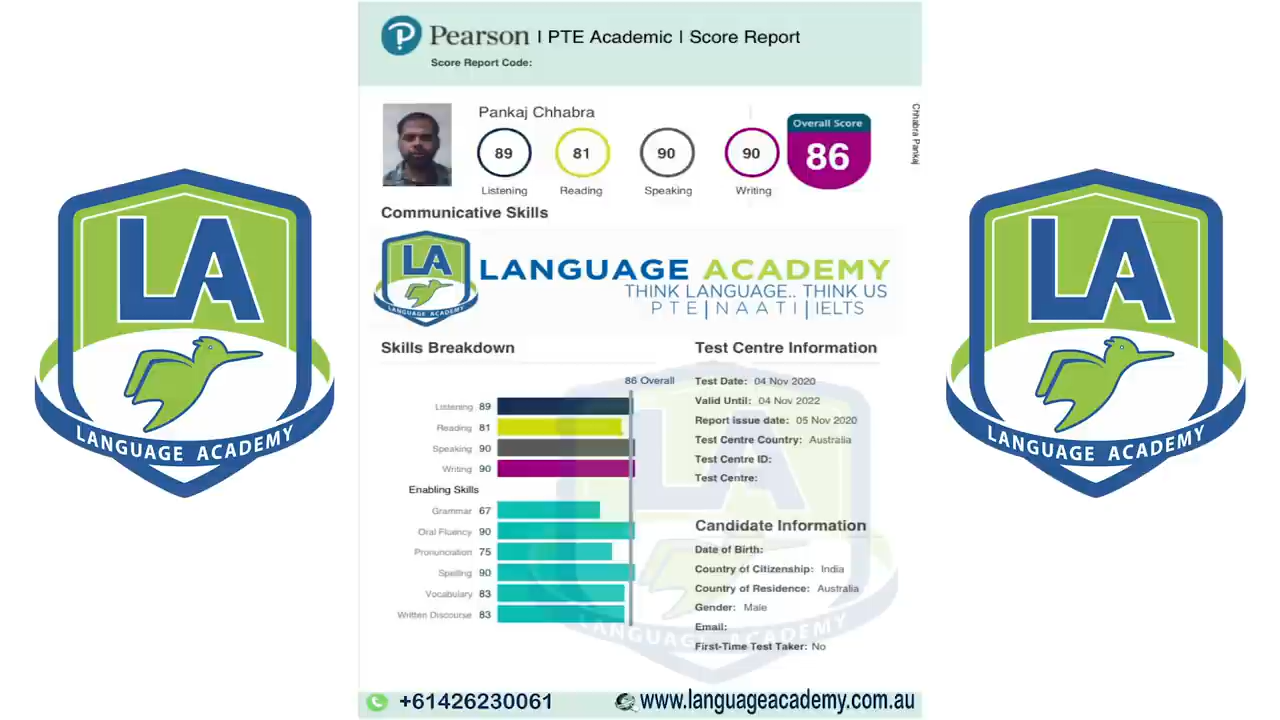 Pearson | PTE Academic | Score Report
Score Report Code:
Pankaj Chhabra
89
81
90
90
Overall Score
86
Listening
Reading
Speaking
Writing
Chhabra Pankaj
Communicative Skills
LA
LANGUAGE ACADEMY
LANGUAGE ACADEMY
THINK LANGUAGE.. THINK US
PTE|NAATI|IELTS
Skills Breakdown
86 Overall
Listening 89
Reading 81
Speaking 90
Writing 90
Enabling Skills
Grammar 67
Oral Fluency 90
Pronunciation 75
Spelling 90
Vocabulary 83
Written Discourse 83
Test Centre Information
Test Date: 04 Nov 2020
Valid Until: 04 Nov 2022
Report issue date: 05 Nov 2020
Test Centre Country: Australia
Test Centre ID:
Test Centre:
Candidate Information
Date of Birth:
Country of Citizenship: India
Country of Residence: Australia
Gender: Male
Email:
First-Time Test Taker: No
LA
LANGUAGE ACADEMY
+61426230061
www.languageacademy.com.au
LA
LANGUAGE ACADEMY
LA
LANGUAGE ACADEMY